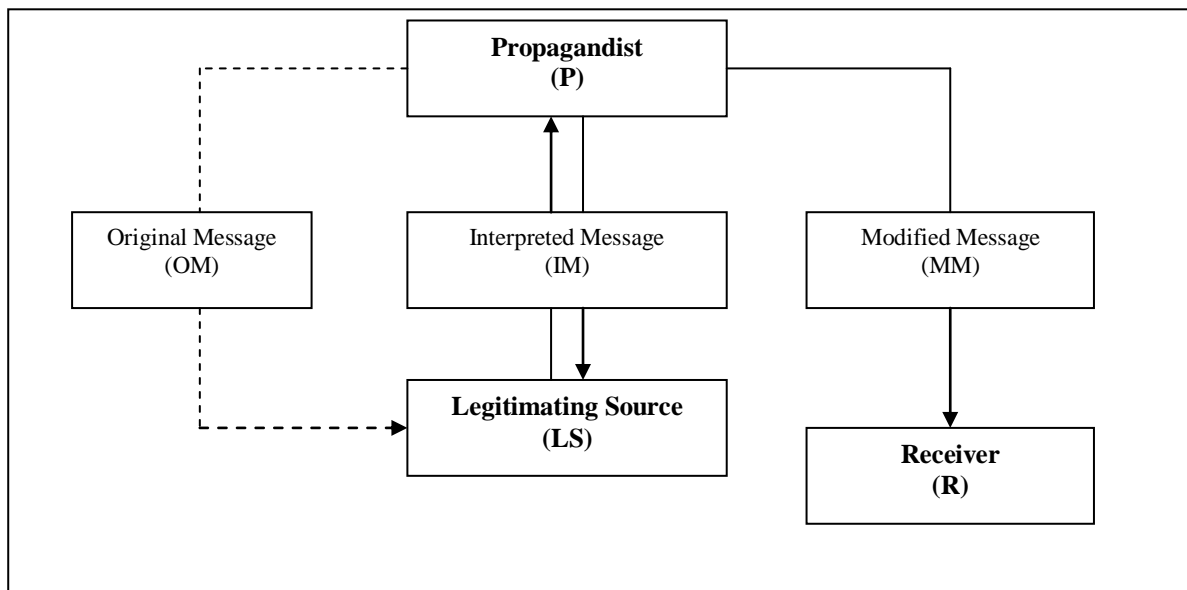 Propagandist
(P)
Original Message
(OM)
Interpreted Message
(IM)
Modified Message
(MM)
Legitimating Source
(LS)
Receiver
(R)